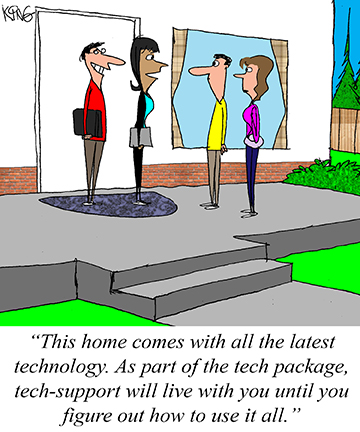 KPNG
“This home comes with all the latest
technology. As part of the tech package,
tech-support will live with you until you
figure out how to use it all.”